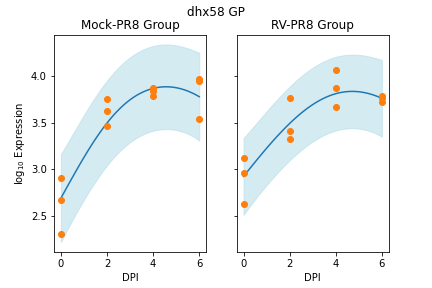 dhx58 GP
Mock-PR8 Group
RV-PR8 Group
log₁₀ Expression
4.0
3.5
3.0
2.5
0 2 4 6
0 2 4 6
DPI
DPI